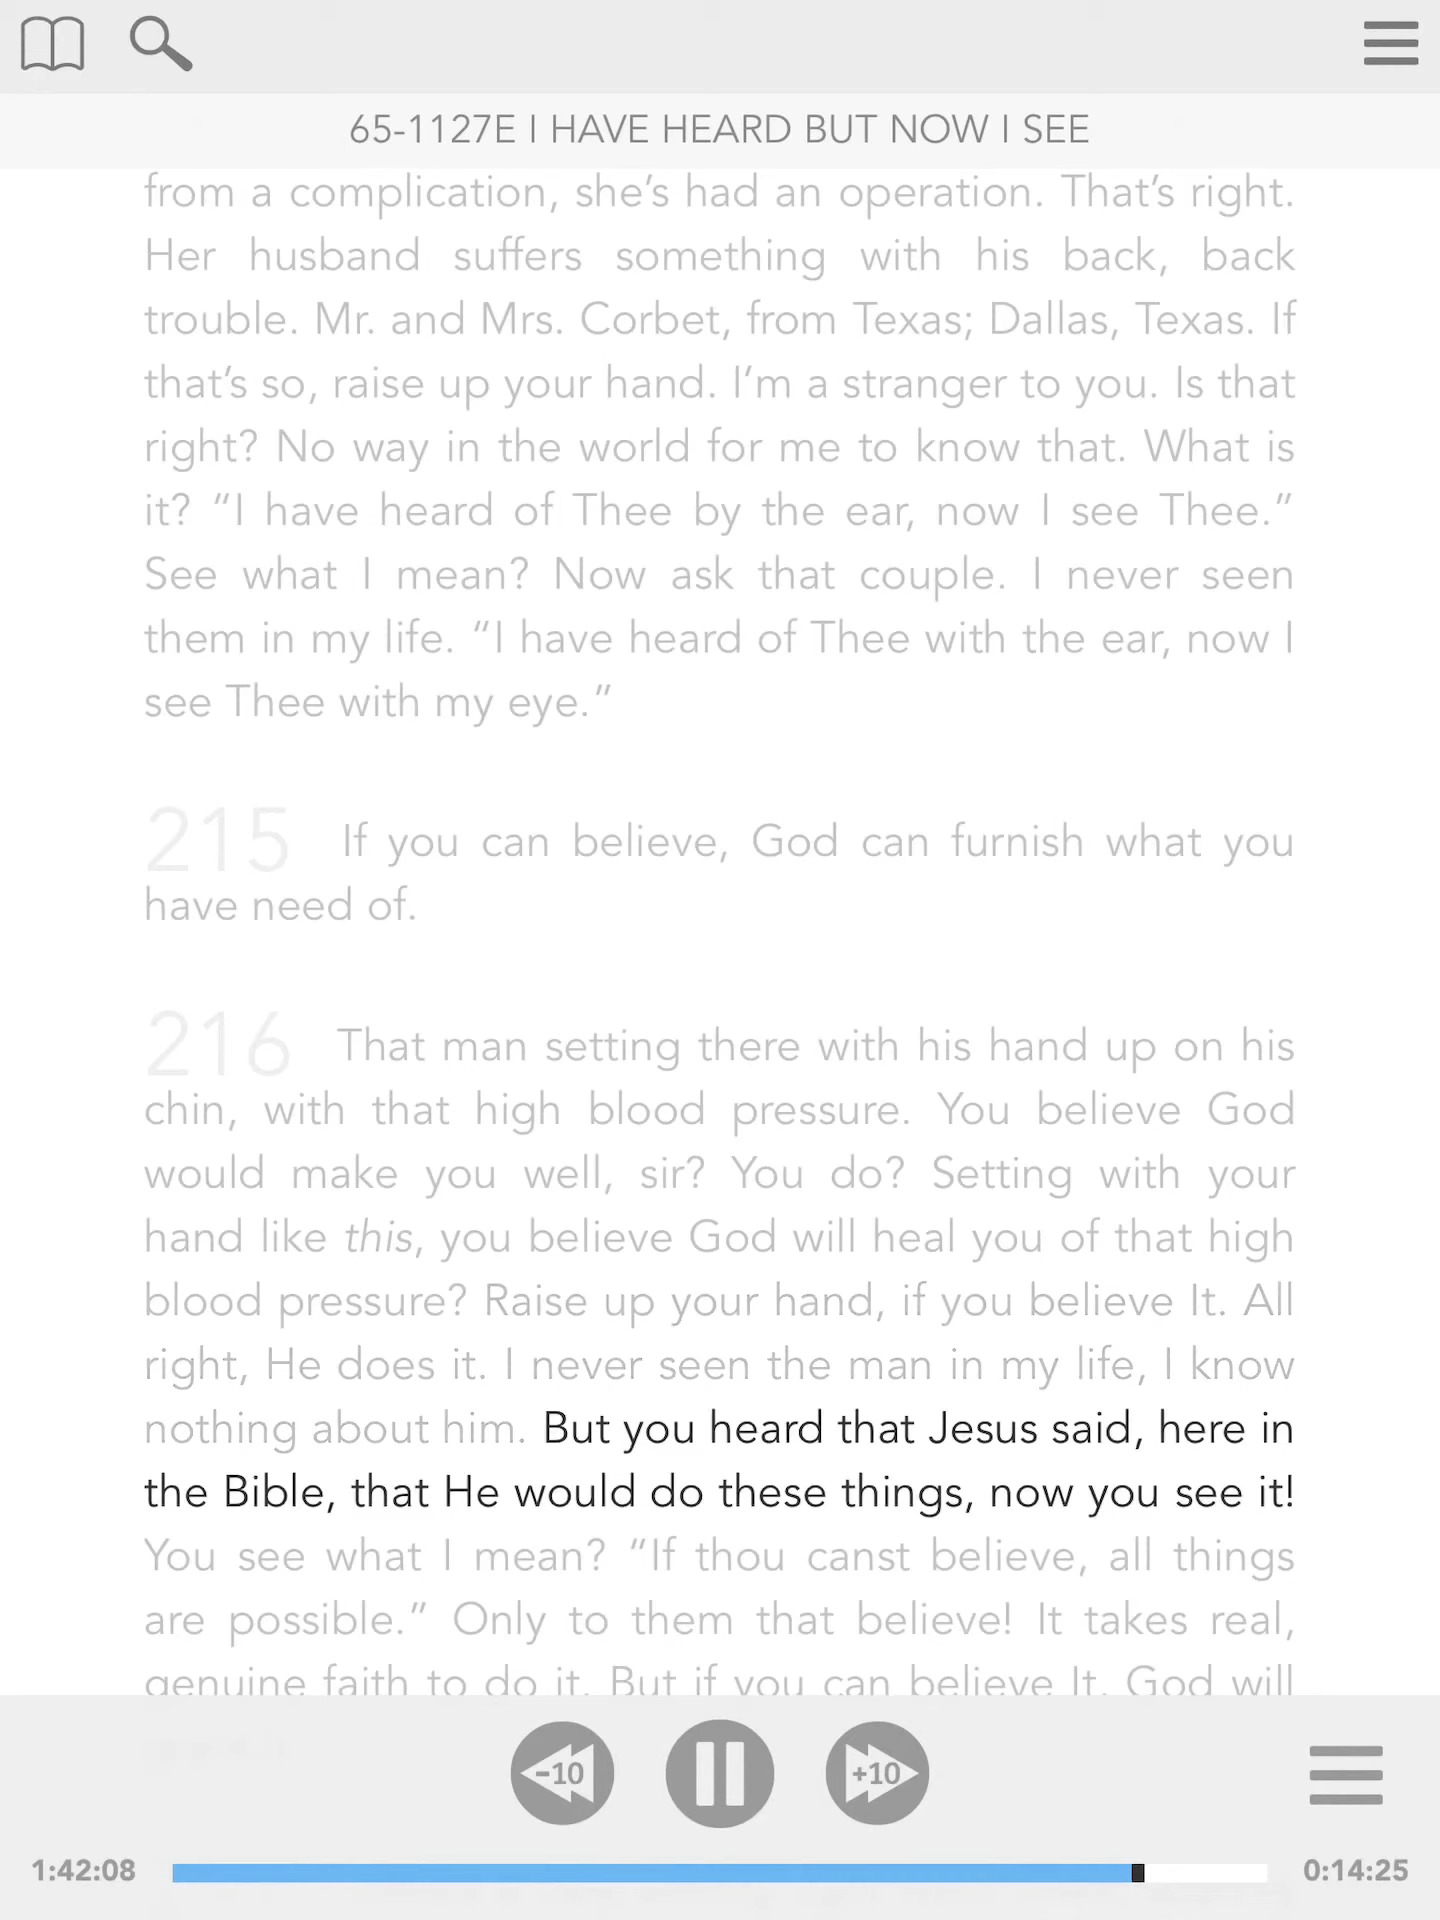 65-1127E I HAVE HEARD BUT NOW I SEE
from a complication, she’s had an operation. That’s right.
Her husband suffers something with his back, back
trouble. Mr. and Mrs. Corbet, from Texas; Dallas, Texas. If
that’s so, raise up your hand. I’m a stranger to you. Is that
right? No way in the world for me to know that. What is
it? “I have heard of Thee by the ear, now I see Thee.”
See what I mean? Now ask that couple. I never seen
them in my life. “I have heard of Thee with the ear, now I
see Thee with my eye.”
215 If you can believe, God can furnish what you
have need of.
216 That man setting there with his hand up on his
chin, with that high blood pressure. You believe God
would make you well, sir? You do? Setting with your
hand like this, you believe God will heal you of that high
blood pressure? Raise up your hand, if you believe It. All
right, He does it. I never seen the man in my life, I know
nothing about him. But you heard that Jesus said, here in
the Bible, that He would do these things, now you see it!
You see what I mean? “If thou canst believe, all things
are possible.” Only to them that believe! It takes real,
genuine faith to do it. But if you can believe It, God will
-10 +10
1:42:08 0:14:25